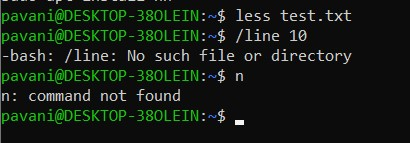 pavani@DESKTOP-38OLEIN:~$ less test.txt
pavani@DESKTOP-38OLEIN:~$ /line 10
-bash: /line: No such file or directory
pavani@DESKTOP-38OLEIN:~$ n
n: command not found
pavani@DESKTOP-38OLEIN:~$